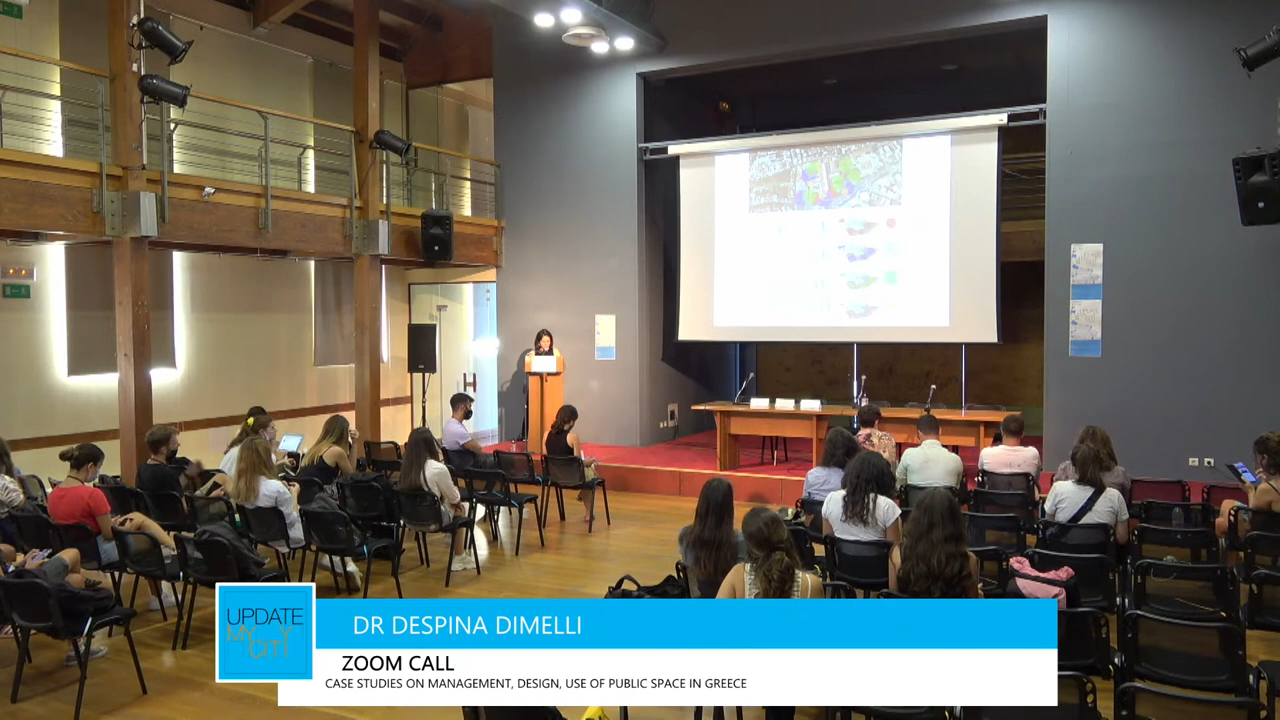 UPDATE
MY CITY
DR DESPINA DIMELLI
ZOOM CALL
CASE STUDIES ON MANAGEMENT, DESIGN, USE OF PUBLIC SPACE IN GREECE